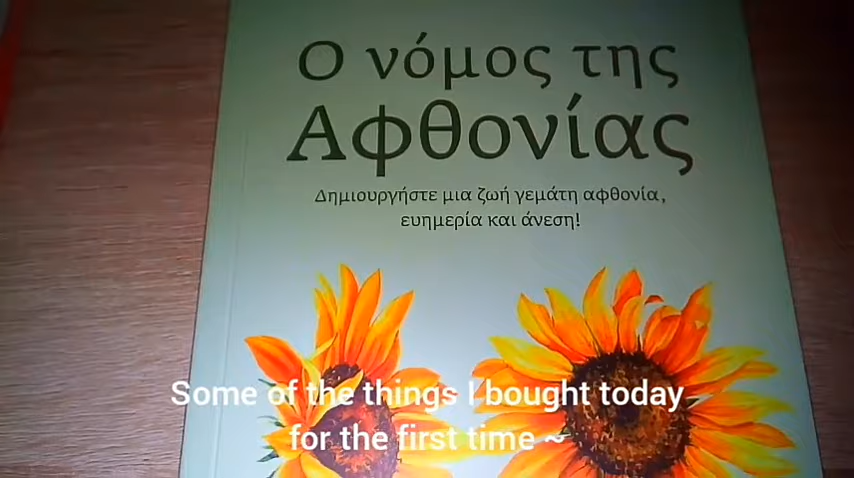 Ο νόμος της
Αφθονίας
Δημιουργήστε μια ζωή γεμάτη αφθονία,
ευημερία και άνεση!
Some of the things I bought today
for the first time ~